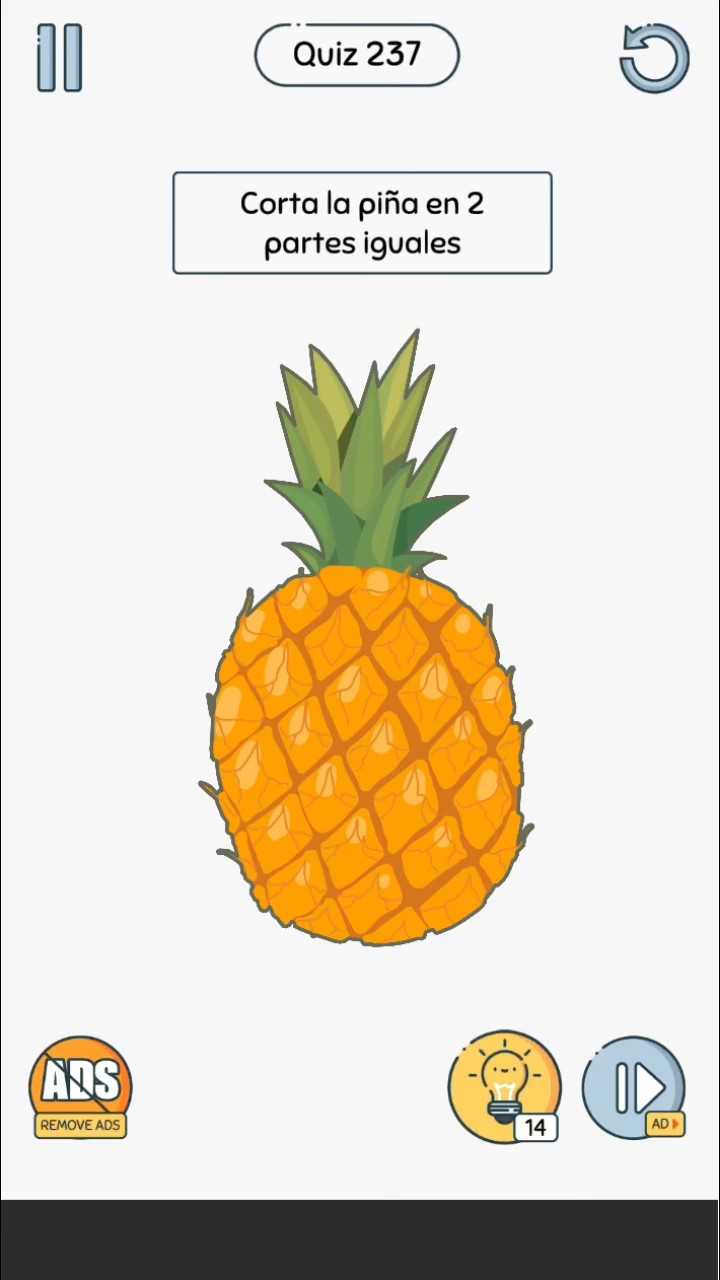 Quiz 237
Corta la piña en 2
partes iguales
ADS
REMOVE ADS
14
AD